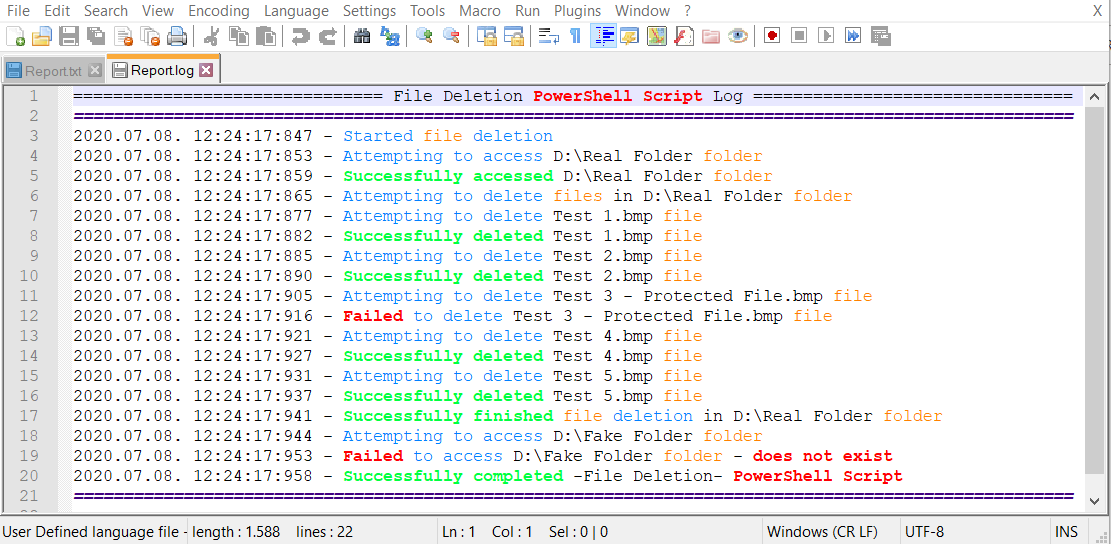 File Edit Search View Encoding Language Settings Tools Macro Run Plugins Window ? X
Report.txt Report.log
1 =============================== File Deletion PowerShell Script Log ================================
2 ====================================================================================================
3 2020.07.08. 12:24:17:847 - Started file deletion
4 2020.07.08. 12:24:17:853 - Attempting to access D:\Real Folder folder
5 2020.07.08. 12:24:17:859 - Successfully accessed D:\Real Folder folder
6 2020.07.08. 12:24:17:865 - Attempting to delete files in D:\Real Folder folder
7 2020.07.08. 12:24:17:877 - Attempting to delete Test 1.bmp file
8 2020.07.08. 12:24:17:882 - Successfully deleted Test 1.bmp file
9 2020.07.08. 12:24:17:885 - Attempting to delete Test 2.bmp file
10 2020.07.08. 12:24:17:890 - Successfully deleted Test 2.bmp file
11 2020.07.08. 12:24:17:905 - Attempting to delete Test 3 - Protected File.bmp file
12 2020.07.08. 12:24:17:916 - Failed to delete Test 3 - Protected File.bmp file
13 2020.07.08. 12:24:17:921 - Attempting to delete Test 4.bmp file
14 2020.07.08. 12:24:17:927 - Successfully deleted Test 4.bmp file
15 2020.07.08. 12:24:17:931 - Attempting to delete Test 5.bmp file
16 2020.07.08. 12:24:17:937 - Successfully deleted Test 5.bmp file
17 2020.07.08. 12:24:17:941 - Successfully finished file deletion in D:\Real Folder folder
18 2020.07.08. 12:24:17:944 - Attempting to access D:\Fake Folder folder
19 2020.07.08. 12:24:17:953 - Failed to access D:\Fake Folder folder - does not exist
20 2020.07.08. 12:24:17:958 - Successfully completed -File Deletion- PowerShell Script
21 ====================================================================================================
User Defined language file - length : 1.588 lines : 22 Ln : 1 Col : 1 Sel : 0 | 0 Windows (CR LF) UTF-8 INS